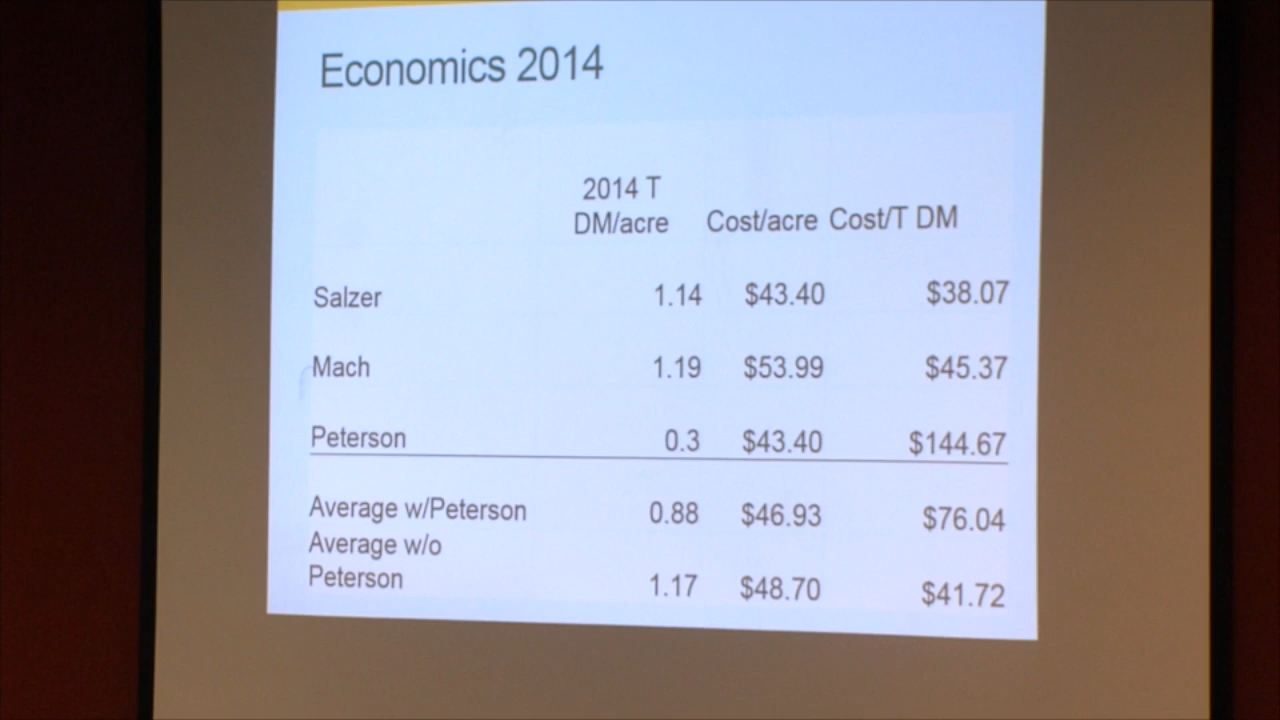 Economics 2014
2014 T
DM/acre Cost/acre Cost/T DM
Salzer 1.14 $43.40 $38.07
Mach 1.19 $53.99 $45.37
Peterson 0.3 $43.40 $144.67
Average w/Peterson 0.88 $46.93 $76.04
Average w/o
Peterson 1.17 $48.70 $41.72